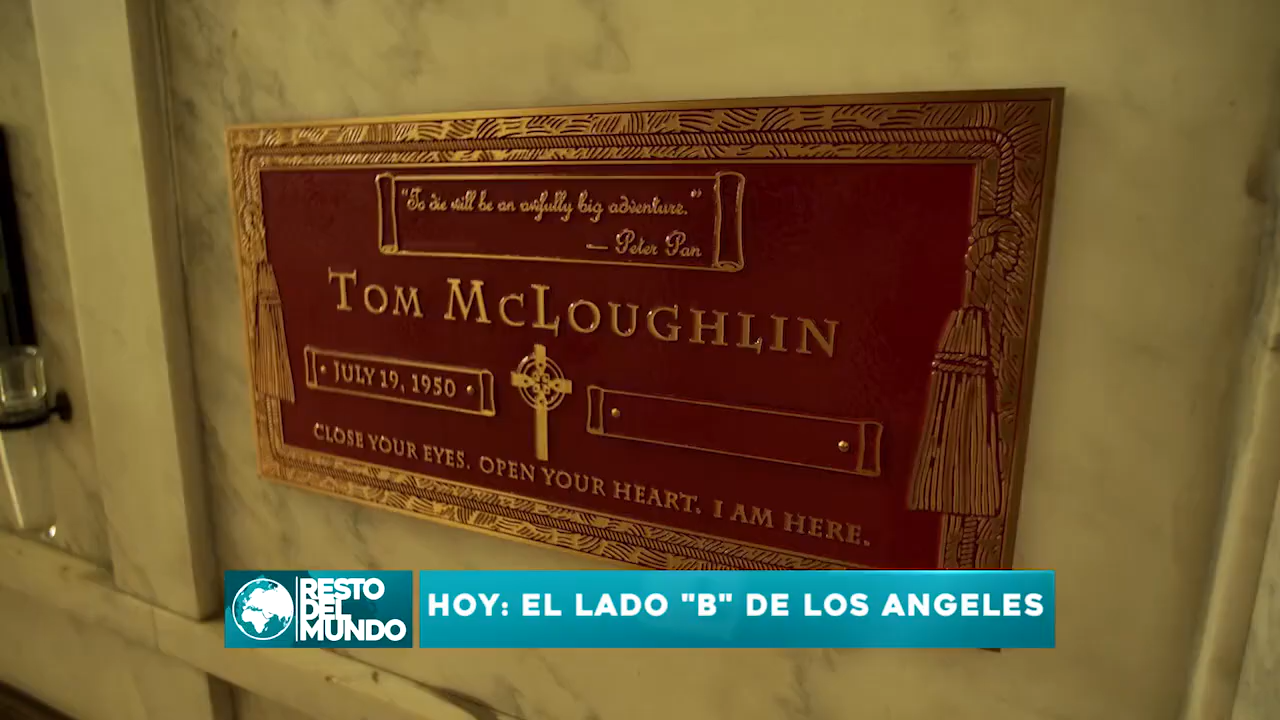 "To die will be an awfully big adventure."
— Peter Pan
TOM MCLOUGHLIN
· JULY 19, 1950 ·
CLOSE YOUR EYES. OPEN YOUR HEART. I AM HERE.
RESTO
DEL
MUNDO
HOY: EL LADO "B" DE LOS ANGELES